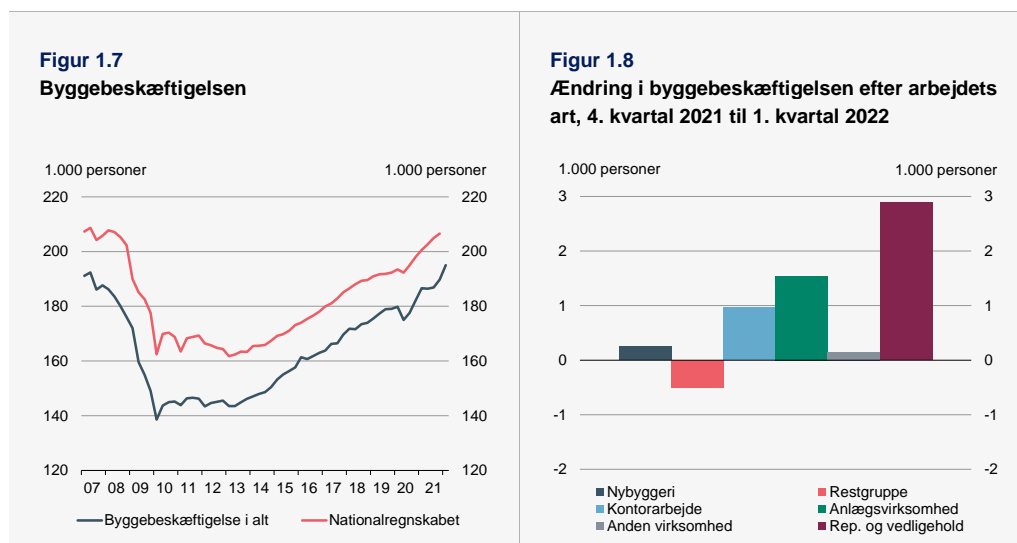 Figur 1.7
Byggebeskæftigelsen
1.000 personer 1.000 personer
220 220
200 200
180 180
160 160
140 140
120 120
07 08 09 10 11 12 13 14 15 16 17 18 19 20 21
Byggebeskæftigelse i alt Nationalregnskabet
Figur 1.8
Ændring i byggebeskæftigelsen efter arbejdets
art, 4. kvartal 2021 til 1. kvartal 2022
1.000 personer 1.000 personer
3 3
2 2
1 1
0 0
-1 -1
-2 -2
Nybyggeri Restgruppe
Kontorarbejde Anlægsvirksomhed
Anden virksomhed Rep. og vedligehold